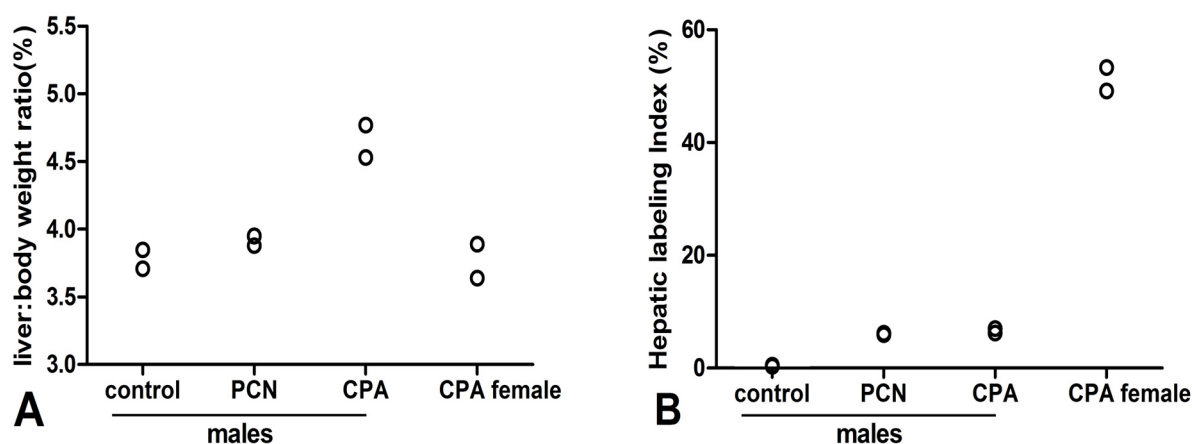 liver:body weight ratio(%)
5.5
5.0
4.5
4.0
3.5
3.0
control PCN CPA CPA female
males
A
Hepatic labeling Index (%)
60
40
20
0
control PCN CPA CPA female
males
B